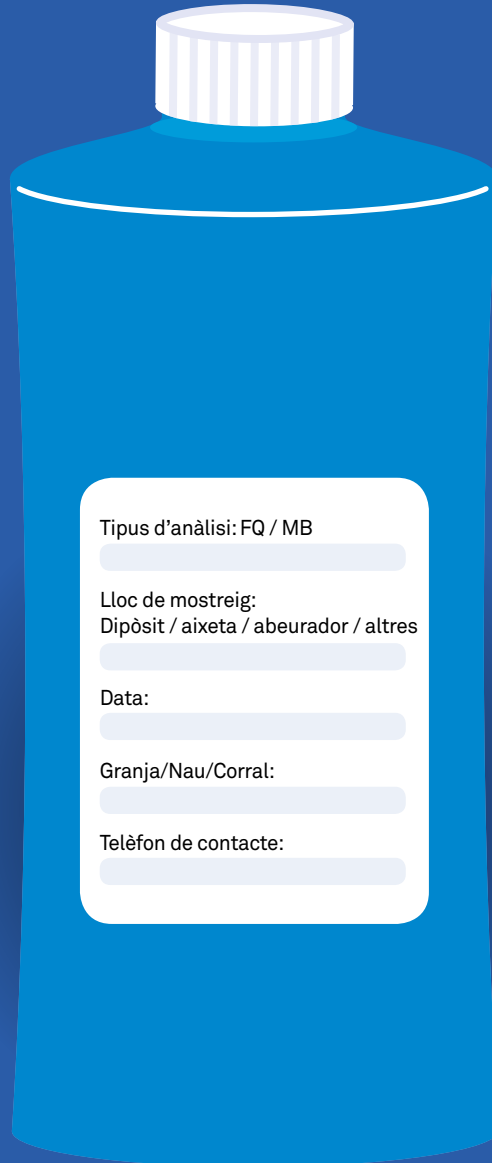 Tipus d’anàlisi: FQ / MB
Lloc de mostreig:
Dipòsit / aixeta / abeurador / altres
Data:
Granja/Nau/Corral:
Telèfon de contacte: